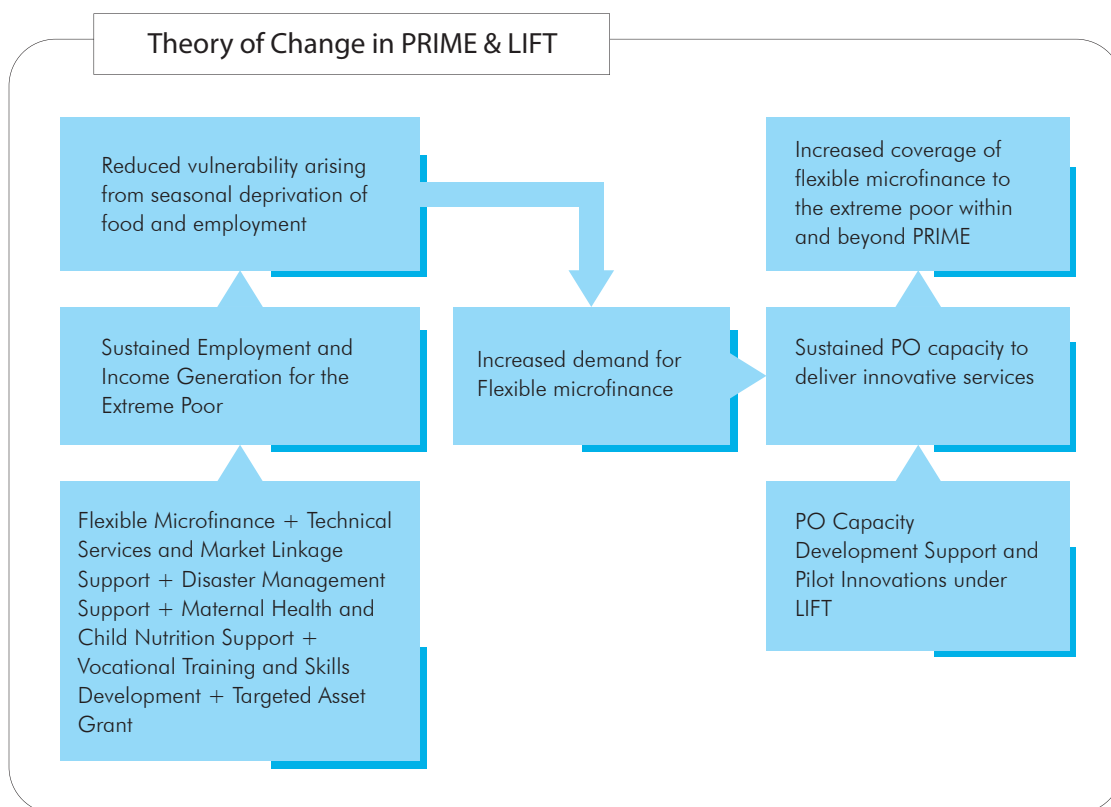 Theory of Change in PRIME & LIFT
Reduced vulnerability arising
from seasonal deprivation of
food and employment
Sustained Employment and
Income Generation for the
Extreme Poor
Flexible Microfinance + Technical
Services and Market Linkage
Support + Disaster Management
Support + Maternal Health and
Child Nutrition Support +
Vocational Training and Skills
Development + Targeted Asset
Grant
Increased demand for
Flexible microfinance
Increased coverage of
flexible microfinance to
the extreme poor within
and beyond PRIME
Sustained PO capacity to
deliver innovative services
PO Capacity
Development Support and
Pilot Innovations under
LIFT